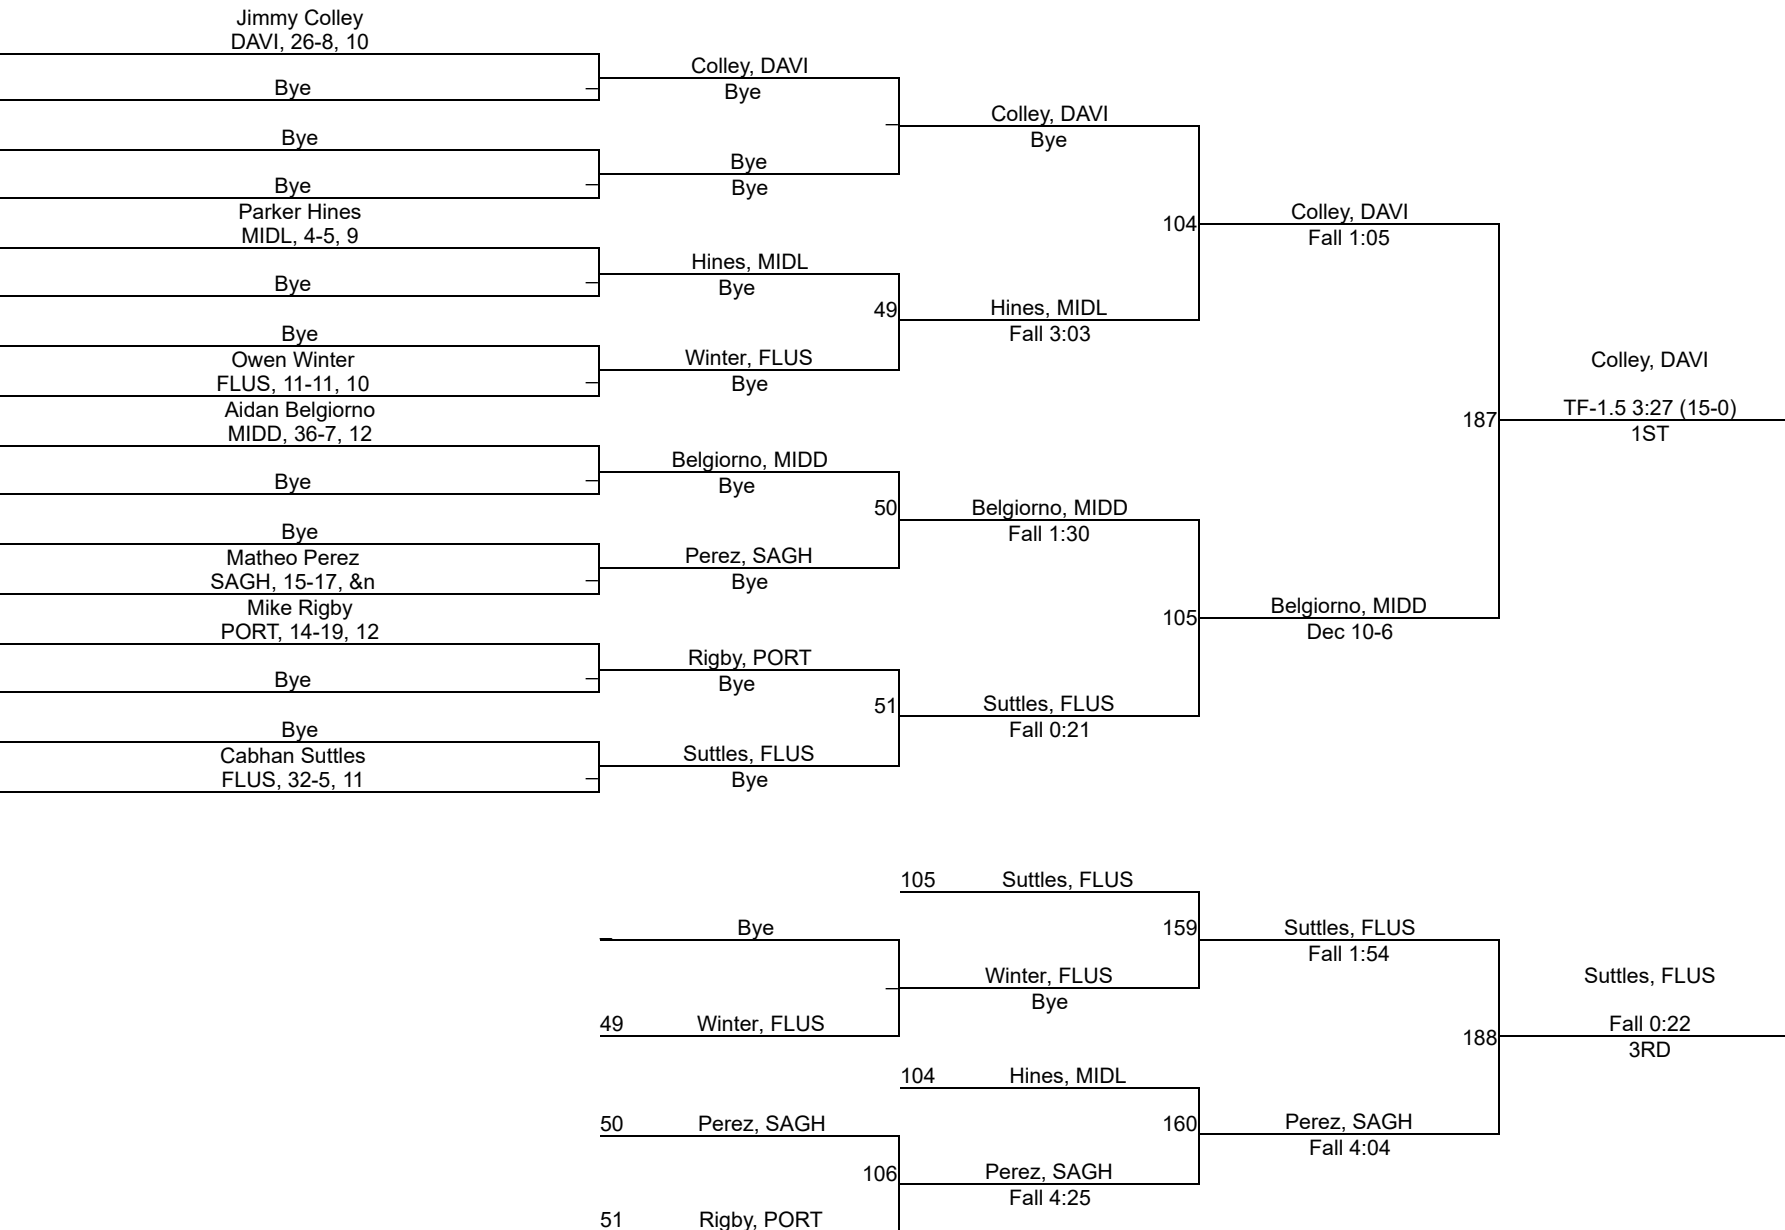 Jimmy Colley
DAVI, 26-8, 10
Bye
Bye
Bye
Parker Hines
MIDL, 4-5, 9
Bye
Bye
Owen Winter
FLUS, 11-11, 10
Aidan Belgiorno
MIDD, 36-7, 12
Bye
Bye
Matheo Perez
SAGH, 15-17, &n
Mike Rigby
PORT, 14-19, 12
Bye
Bye
Cabhan Suttles
FLUS, 32-5, 11
Colley, DAVI
Bye
Bye
Bye
Hines, MIDL
Bye
49
Winter, FLUS
Bye
Belgiorno, MIDD
Bye
50
Perez, SAGH
Bye
Rigby, PORT
Bye
51
Suttles, FLUS
Bye
Colley, DAVI
Bye
104
Hines, MIDL
Fall 3:03
Belgiorno, MIDD
Fall 1:30
105
Suttles, FLUS
Fall 0:21
Colley, DAVI
Fall 1:05
187
Belgiorno, MIDD
Dec 10-6
Colley, DAVI
TF-1.5 3:27 (15-0)
1ST
Bye
49 Winter, FLUS
50 Perez, SAGH
106
51 Rigby, PORT
105 Suttles, FLUS
159
Winter, FLUS
Bye
104 Hines, MIDL
160
Perez, SAGH
Fall 4:25
Suttles, FLUS
Fall 1:54
188
Perez, SAGH
Fall 4:04
Suttles, FLUS
Fall 0:22
3RD